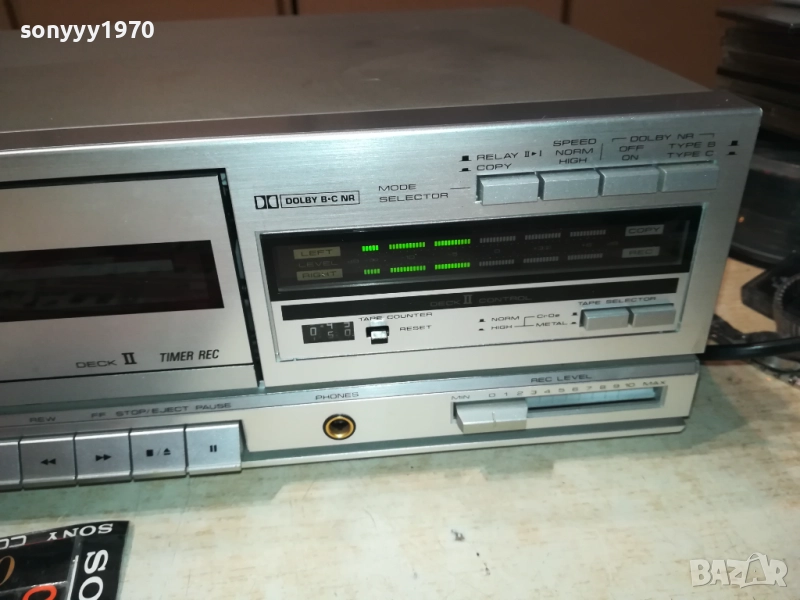 sonyyy1970
RELAY II▸I
COPY
SPEED
NORM
HIGH
DOLBY NR
OFF
ON
TYPE B
TYPE C
DOLBY B·C NR
MODE
SELECTOR
LEFT
LEVEL
RIGHT
COPY
REC
DECK II CONTROL
TAPE COUNTER
RESET
NORM
HIGH
CrO₂
METAL
TAPE SELECTOR
DECK II
TIMER REC
REW
FF
STOP/EJECT
PAUSE
PHONES
REC LEVEL
MIN 0 1 2 3 4 5 6 7 8 9 10 MAX
SONY
SO
BAZAR